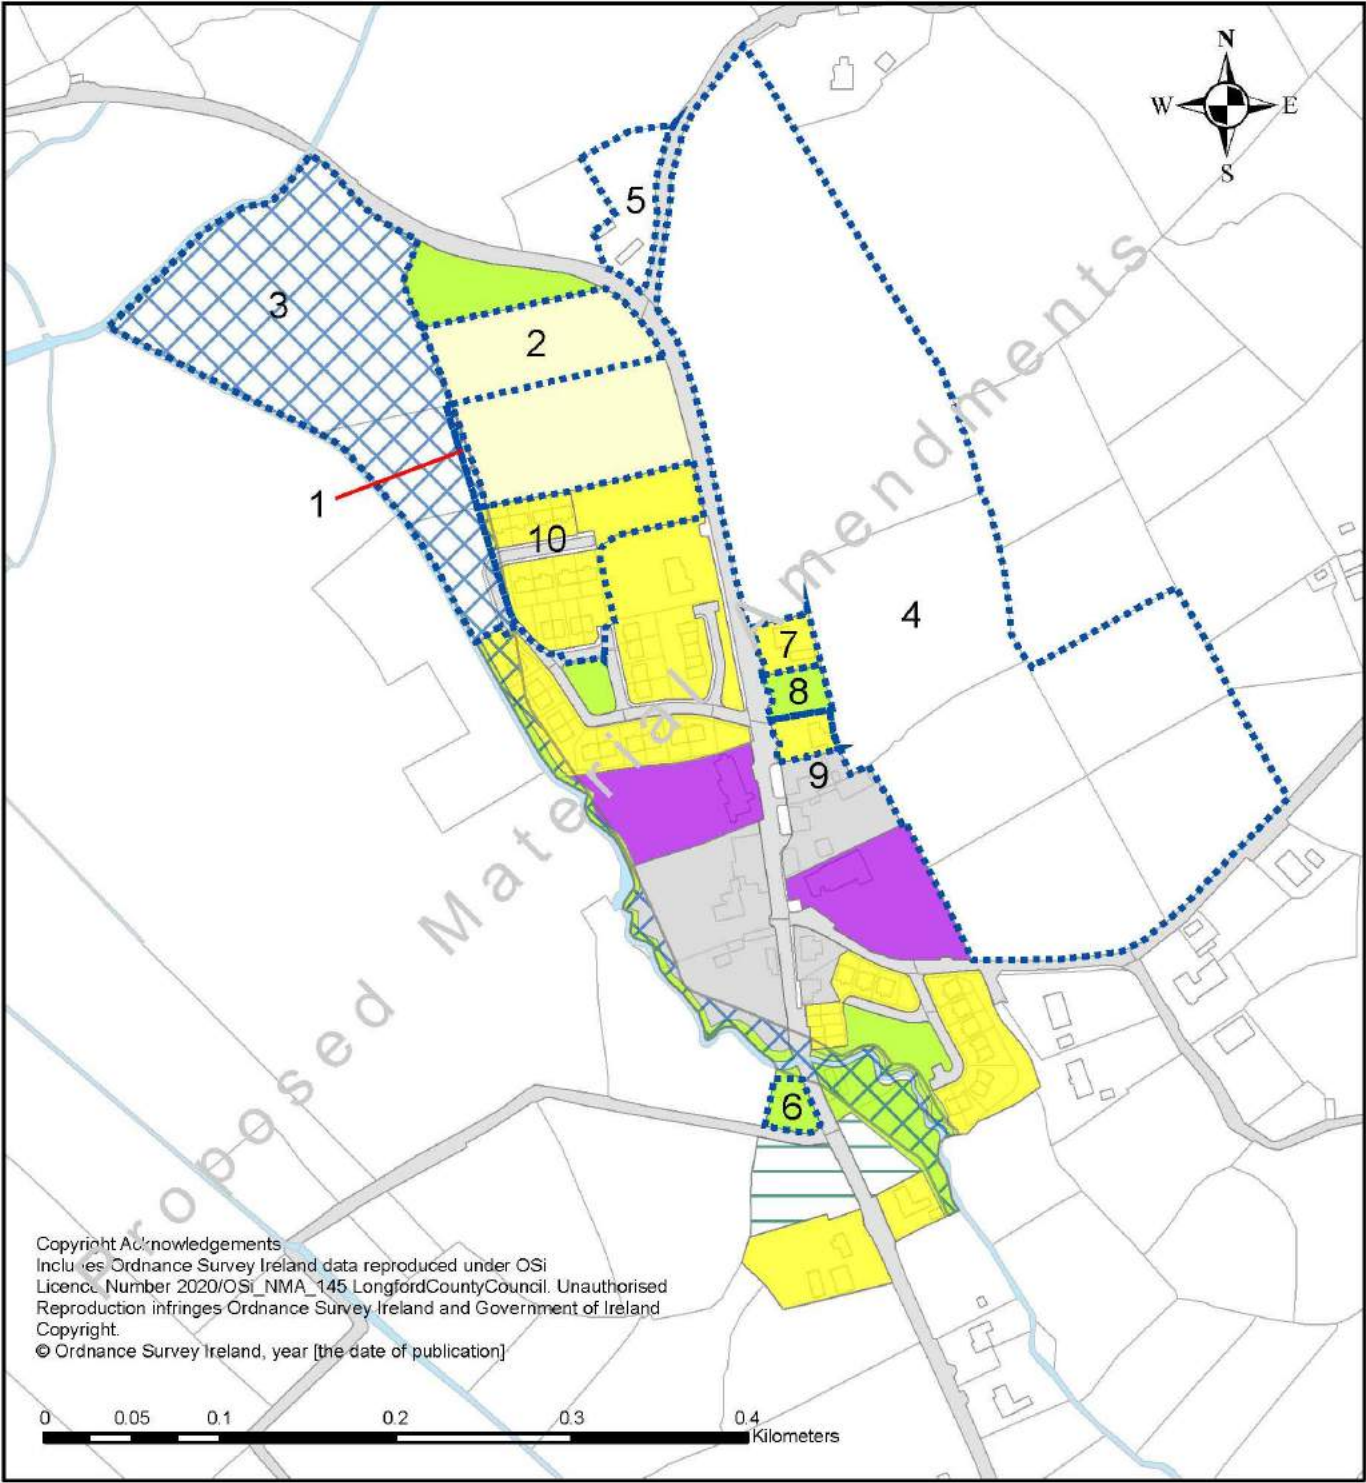 N
W E
S
5
3
2
1
10
4
7
8
9
6
Proposed Material Amendments
Copyright Acknowledgements
Includes Ordnance Survey Ireland data reproduced under OSi
Licence Number 2020/OSi_NMA_145 LongfordCountyCouncil. Unauthorised
Reproduction infringes Ordnance Survey Ireland and Government of Ireland
Copyright.
© Ordnance Survey Ireland, year [the date of publication]
0 0.05 0.1 0.2 0.3 0.4
Kilometers